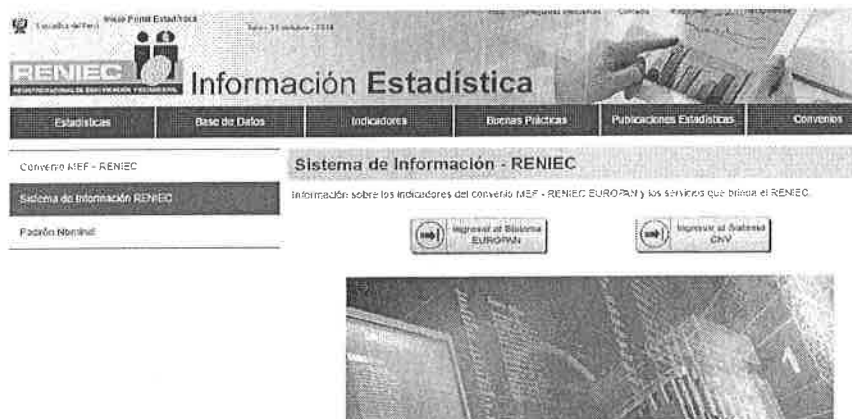 Inicio Portal Estadística
RENIEC
Información Estadística
Estadísticas
Base de Datos
Indicadores
Buenas Prácticas
Publicaciones Estadísticas
Convenios
Convenio MEF - RENIEC
Sistema de Información RENIEC
Padrón Nominal
Sistema de Información - RENIEC
Información sobre los indicadores del convenio MEF - RENIEC EUROPAN y los servicios que brinda el RENIEC.
Ingresar al Sistema
EUROPAN
Ingresar al Sistema
CNV